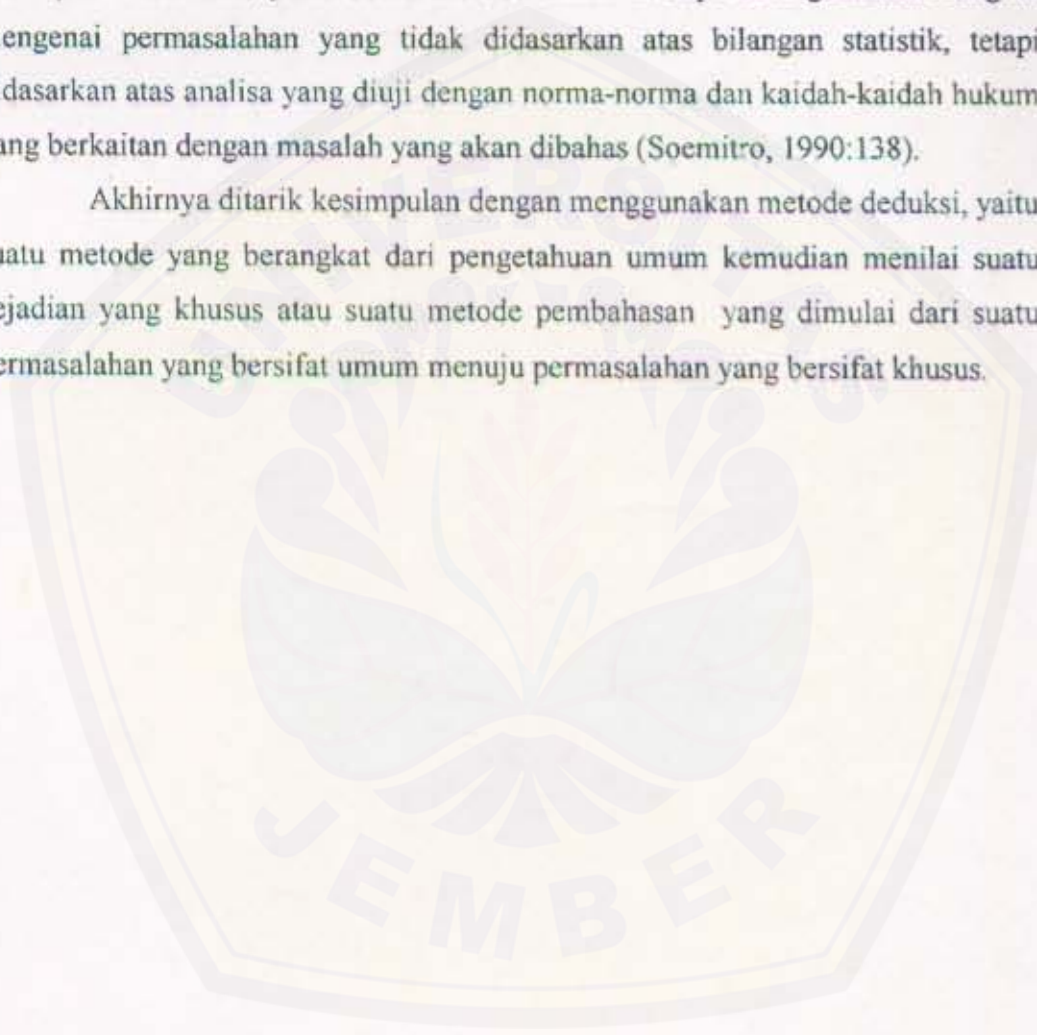 engenai permasalahan yang tidak didasarkan atas bilangan statistik, tetapi
dasarkan atas analisa yang diuji dengan norma-norma dan kaidah-kaidah hukum
ang berkaitan dengan masalah yang akan dibahas (Soemitro, 1990:138).
Akhirnya ditarik kesimpulan dengan menggunakan metode deduksi, yaitu
uatu metode yang berangkat dari pengetahuan umum kemudian menilai suatu
ejadian yang khusus atau suatu metode pembahasan yang dimulai dari suatu
ermasalahan yang bersifat umum menuju permasalahan yang bersifat khusus.
UNIVERSITAS
JEMBER